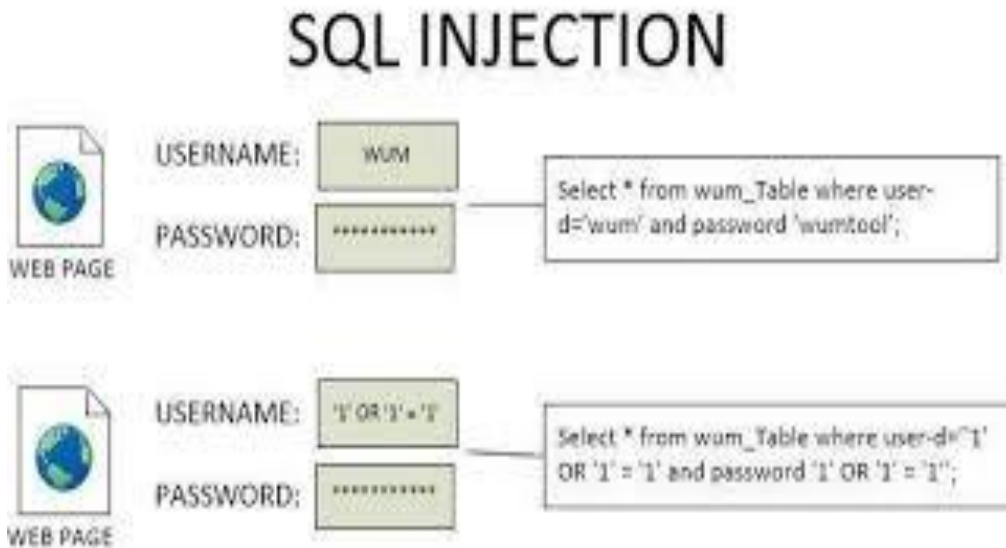 SQL INJECTION
USERNAME:
WUM
PASSWORD:
***********
WEB PAGE
Select * from wum_Table where user-
d='wum' and password 'wumtool';
USERNAME:
'1' OR '1' = '1'
PASSWORD:
***********
WEB PAGE
Select * from wum_Table where user-d='‘1'
OR '1' = '1' and password '1' OR '1' = '1'';